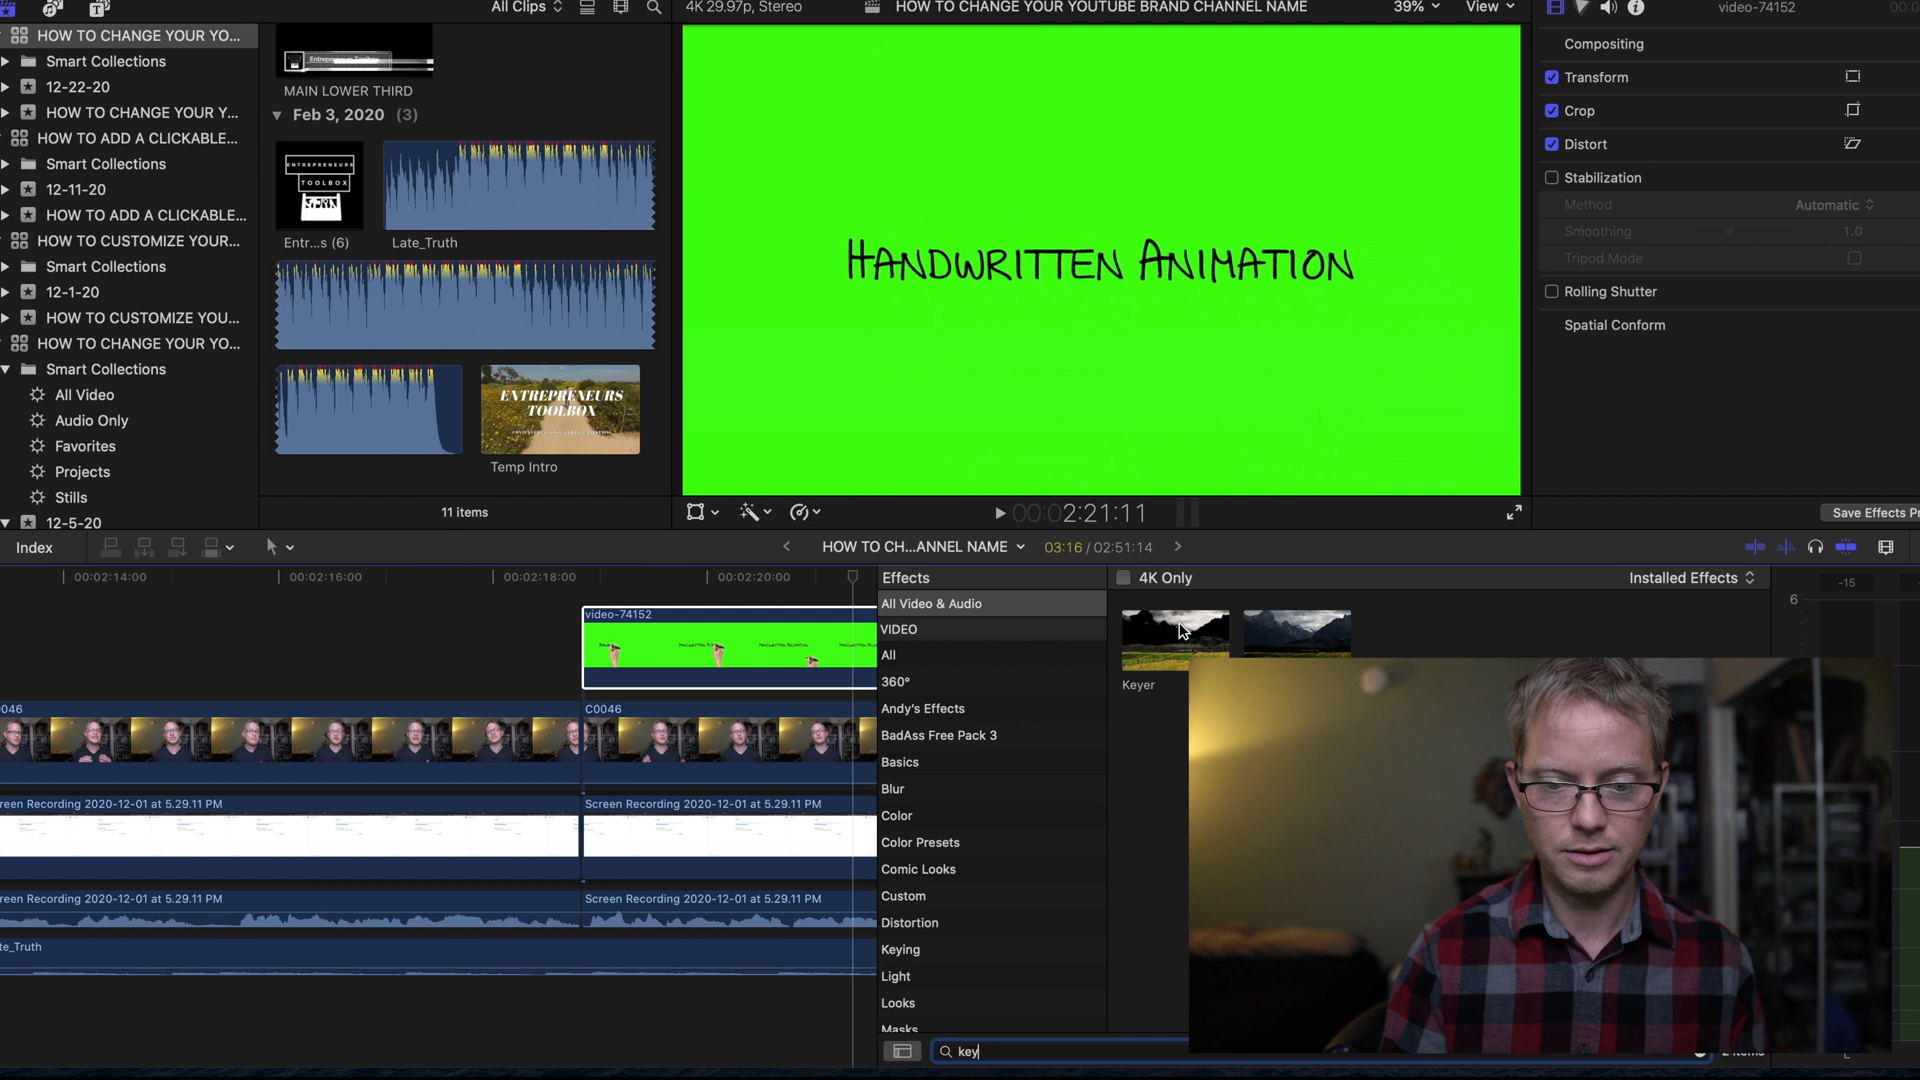 All Clips
4K 29.97p, Stereo
HOW TO CHANGE YOUR YOUTUBE BRAND CHANNEL NAME
39%
View
video-74152
HOW TO CHANGE YOUR YO...
Smart Collections
12-22-20
HOW TO CHANGE YOUR Y...
HOW TO ADD A CLICKABLE...
Smart Collections
12-11-20
HOW TO ADD A CLICKABLE...
HOW TO CUSTOMIZE YOUR...
Smart Collections
12-1-20
HOW TO CUSTOMIZE YOU...
HOW TO CHANGE YOUR YO...
Smart Collections
All Video
Audio Only
Favorites
Projects
Stills
12-5-20
MAIN LOWER THIRD
Feb 3, 2020 (3)
ENTREPRENEURS
TOOLBOX
Entr...s (6)
Late_Truth
ENTREPRENEURS
TOOLBOX
Temp Intro
11 items
HANDWRITTEN ANIMATION
00:02:21:11
Compositing
Transform
Crop
Distort
Stabilization
Method
Automatic
Smoothing
1.0
Tripod Mode
Rolling Shutter
Spatial Conform
Save Effects Pr
Index
HOW TO CH...ANNEL NAME
03:16 / 02:51:14
00:02:14:00
00:02:16:00
00:02:18:00
00:02:20:00
video-74152
0046
C0046
reen Recording 2020-12-01 at 5.29.11 PM
Screen Recording 2020-12-01 at 5.29.11 PM
reen Recording 2020-12-01 at 5.29.11 PM
Screen Recording 2020-12-01 at 5.29.11 PM
te_Truth
Effects
All Video & Audio
VIDEO
All
360°
Andy's Effects
BadAss Free Pack 3
Basics
Blur
Color
Color Presets
Comic Looks
Custom
Distortion
Keying
Light
Looks
Masks
key
4K Only
Installed Effects
Keyer
2 items
-15
6